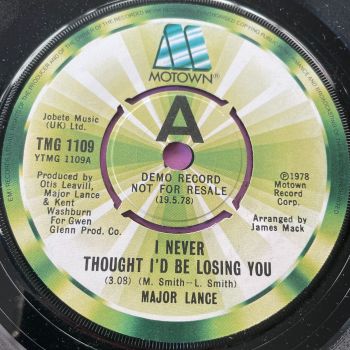 MOTOWN®
A
Jobete Music
(UK) Ltd.
TMG 1109
YTMG 1109A
DEMO RECORD
NOT FOR RESALE
(19.5.78)
℗1978
Motown
Record
Corp.
Produced by
Otis Leavill,
Major Lance
& Kent
Washburn
For Gwen
Glenn Prod. Co.
Arranged by
James Mack
I NEVER
THOUGHT I'D BE LOSING YOU
(3.09) (M. Smith—L. Smith)
MAJOR LANCE